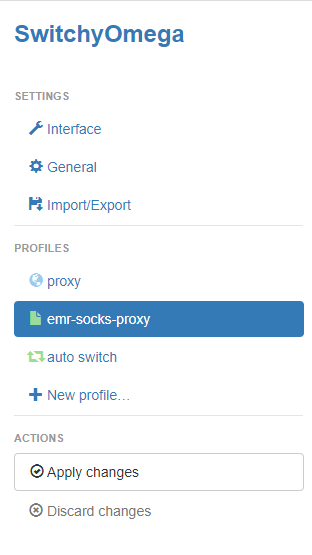 SwitchyOmega
SETTINGS
Interface
General
Import/Export
PROFILES
proxy
emr-socks-proxy
auto switch
New profile…
ACTIONS
Apply changes
Discard changes